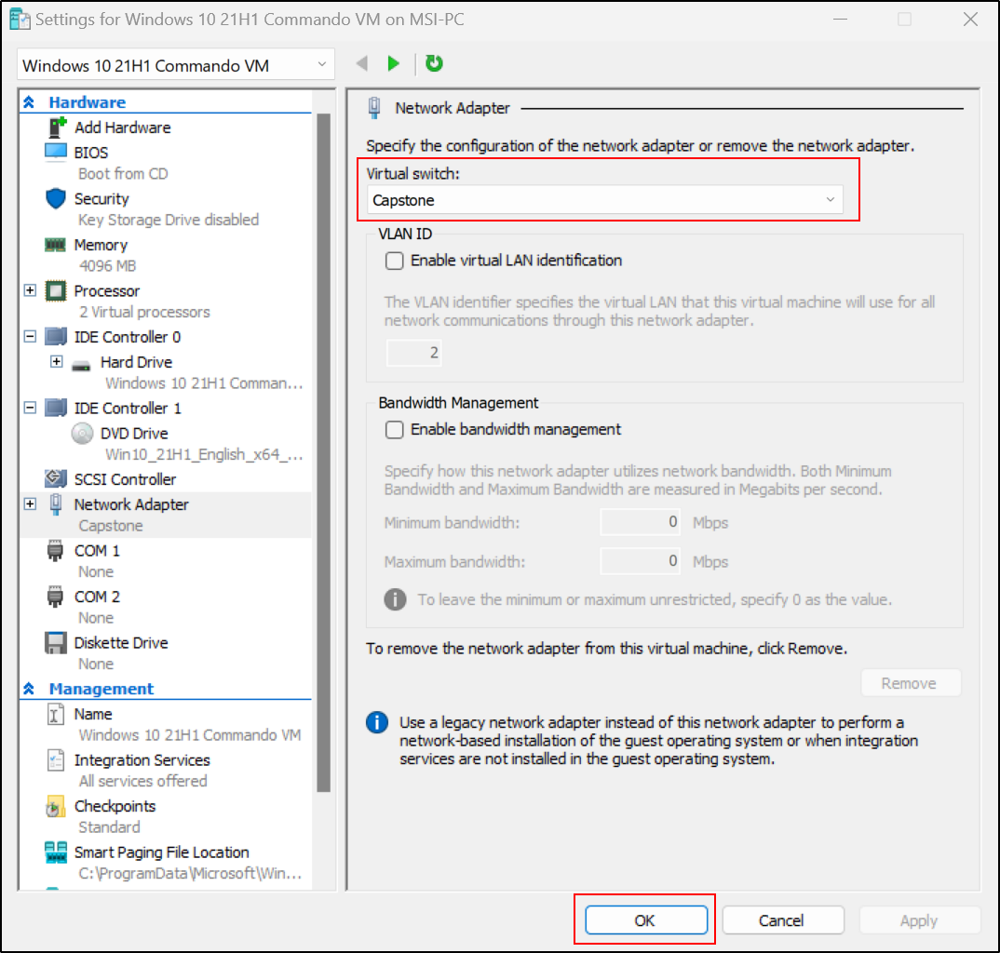 Settings for Windows 10 21H1 Commando VM on MSI-PC
Windows 10 21H1 Commando VM
Hardware
Add Hardware
BIOS
Boot from CD
Security
Key Storage Drive disabled
Memory
4096 MB
Processor
2 Virtual processors
IDE Controller 0
Hard Drive
Windows 10 21H1 Comman...
IDE Controller 1
DVD Drive
Win10_21H1_English_x64_...
SCSI Controller
Network Adapter
Capstone
COM 1
None
COM 2
None
Diskette Drive
None
Management
Name
Windows 10 21H1 Commando VM
Integration Services
All services offered
Checkpoints
Standard
Smart Paging File Location
C:\ProgramData\Microsoft\Win...
Network Adapter
Specify the configuration of the network adapter or remove the network adapter.
Virtual switch:
Capstone
VLAN ID
Enable virtual LAN identification
The VLAN identifier specifies the virtual LAN that this virtual machine will use for all
network communications through this network adapter.
2
Bandwidth Management
Enable bandwidth management
Specify how this network adapter utilizes network bandwidth. Both Minimum
Bandwidth and Maximum Bandwidth are measured in Megabits per second.
Minimum bandwidth: 0 Mbps
Maximum bandwidth: 0 Mbps
To leave the minimum or maximum unrestricted, specify 0 as the value.
To remove the network adapter from this virtual machine, click Remove.
Remove
Use a legacy network adapter instead of this network adapter to perform a
network-based installation of the guest operating system or when integration
services are not installed in the guest operating system.
OK Cancel Apply